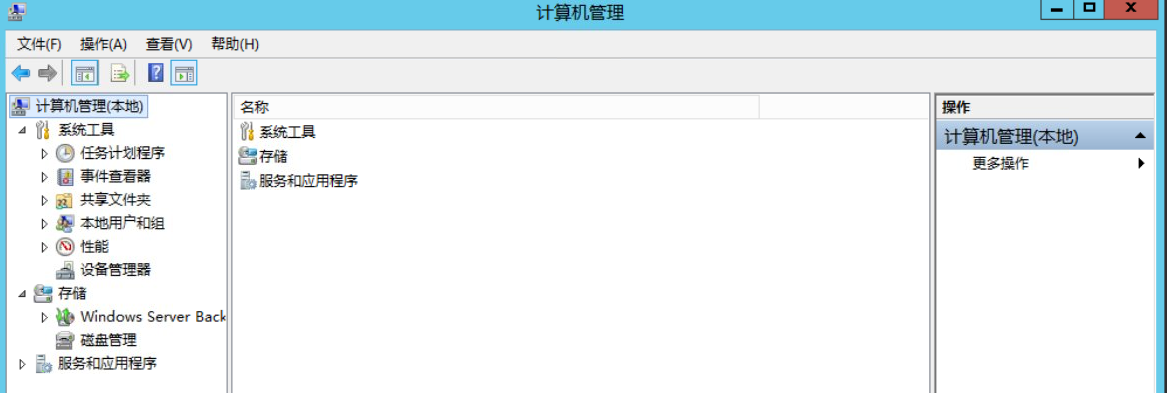 计算机管理
文件(F) 操作(A) 查看(V) 帮助(H)
计算机管理(本地)
系统工具
任务计划程序
事件查看器
共享文件夹
本地用户和组
性能
设备管理器
存储
Windows Server Back
磁盘管理
服务和应用程序
名称
系统工具
存储
服务和应用程序
操作
计算机管理(本地)
更多操作